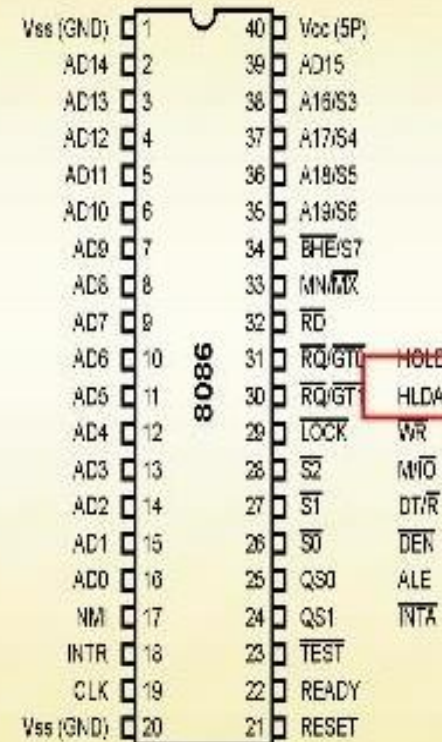 Vss (GND) 1 40 Vcc (5P)
AD14 2 39 AD15
AD13 3 38 A16/S3
AD12 4 37 A17/S4
AD11 5 36 A18/S5
AD10 6 35 A19/S6
AD9 7 34 BHE/S7
AD8 8 33 MN/MX
AD7 9 32 RD
AD6 10 31 RQ/GT0 HOLD
AD5 11 30 RQ/GT1 HLDA
AD4 12 29 LOCK WR
AD3 13 28 S2 M/IO
AD2 14 27 S1 DT/R
AD1 15 26 S0 DEN
AD0 16 25 QS0 ALE
NMI 17 24 QS1 INTA
INTR 18 23 TEST
CLK 19 22 READY
Vss (GND) 20 21 RESET
8086